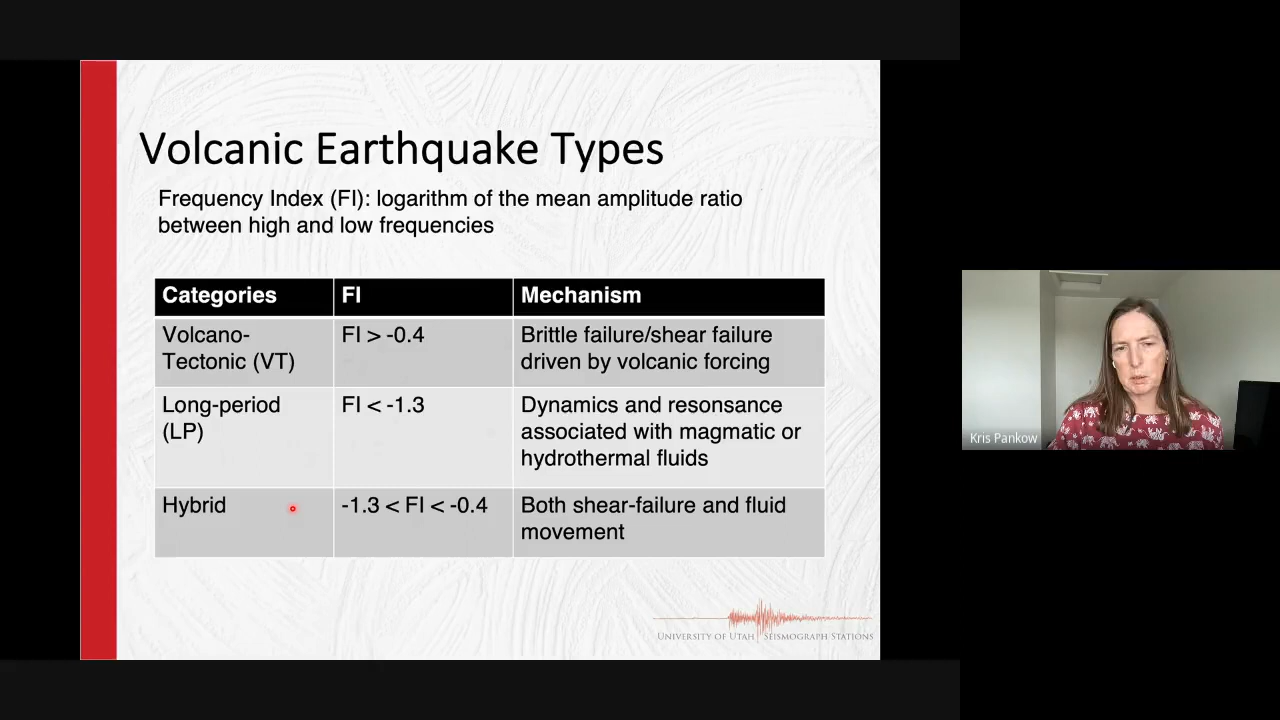 Volcanic Earthquake Types
Frequency Index (FI): logarithm of the mean amplitude ratio
between high and low frequencies
Categories
FI
Mechanism
Volcano-
Tectonic (VT)
FI > -0.4
Brittle failure/shear failure
driven by volcanic forcing
Long-period
(LP)
FI < -1.3
Dynamics and resonsance
associated with magmatic or
hydrothermal fluids
Hybrid
-1.3 < FI < -0.4
Both shear-failure and fluid
movement
UNIVERSITY OF UTAH SEISMOGRAPH STATIONS
Kris Pankow